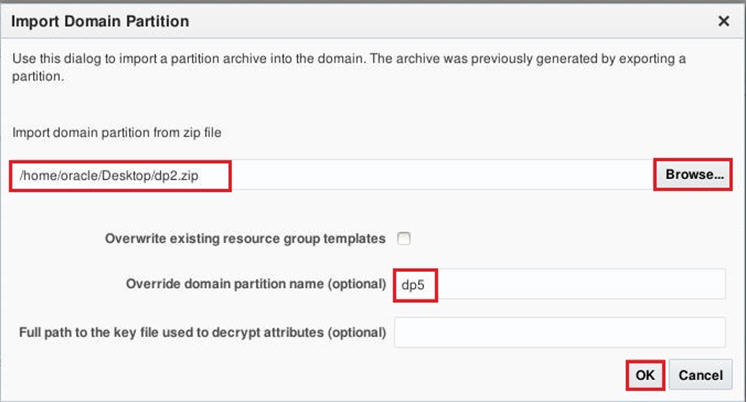 Import Domain Partition
Use this dialog to import a partition archive into the domain. The archive was previously generated by exporting a
partition.
Import domain partition from zip file
/home/oracle/Desktop/dp2.zip Browse...
Overwrite existing resource group templates
Override domain partition name (optional) dp5
Full path to the key file used to decrypt attributes (optional)
OK Cancel